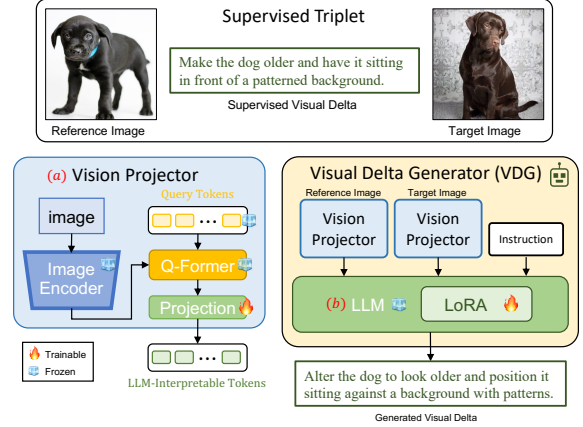 Supervised Triplet
Make the dog older and have it sitting
in front of a patterned background.
Supervised Visual Delta
Reference Image
Target Image
(a) Vision Projector
Query Tokens
image
Image
Encoder
Q-Former
Projection
LLM-Interpretable Tokens
Trainable
Frozen
Visual Delta Generator (VDG)
Reference Image
Target Image
Vision
Projector
Vision
Projector
Instruction
(b) LLM
LoRA
Alter the dog to look older and position it
sitting against a background with patterns.
Generated Visual Delta